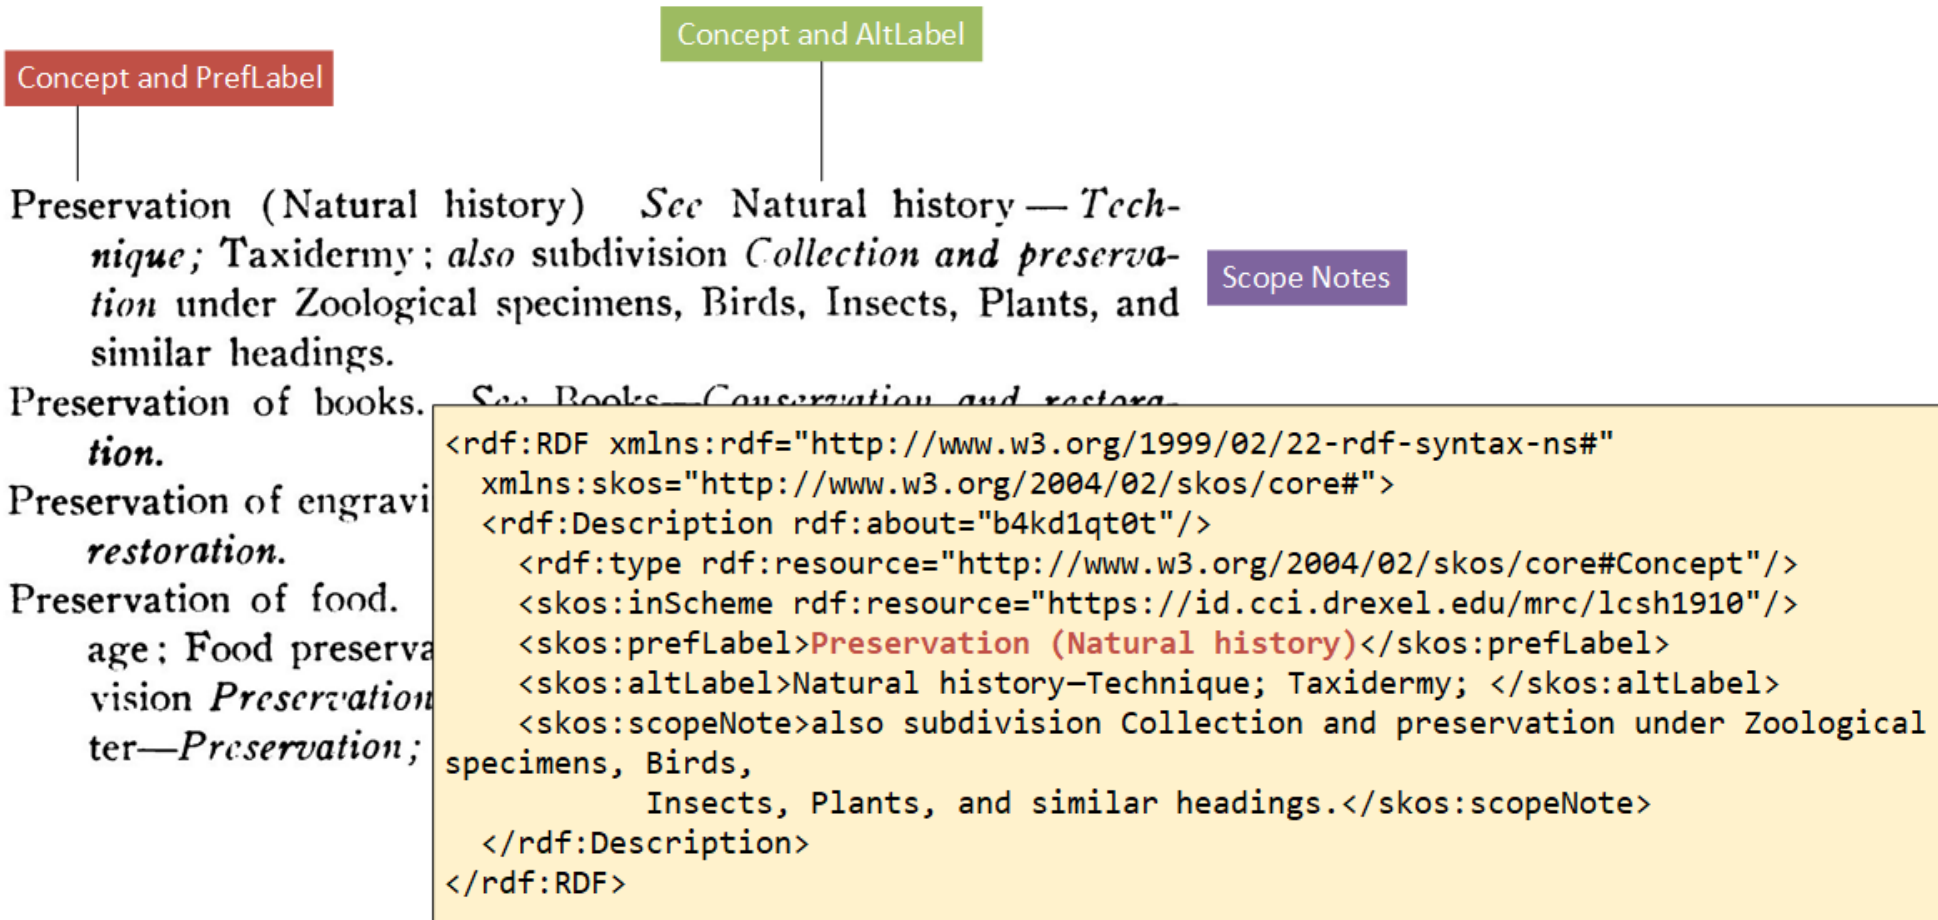 Concept and AltLabel
Concept and PrefLabel
Preservation (Natural history) See Natural history — Tech-
nique; Taxidermy; also subdivision Collection and preserva-
tion under Zoological specimens, Birds, Insects, Plants, and
similar headings.
Scope Notes
Preservation of books. See Books—Conservation and restora-
tion.
Preservation of engravi
restoration.
Preservation of food.
age; Food preserva
vision Preservation
ter—Preservation;
<rdf:RDF xmlns:rdf="http://www.w3.org/1999/02/22-rdf-syntax-ns#"
xmlns:skos="http://www.w3.org/2004/02/skos/core#">
<rdf:Description rdf:about="b4kd1qt0t"/>
<rdf:type rdf:resource="http://www.w3.org/2004/02/skos/core#Concept"/>
<skos:inScheme rdf:resource="https://id.cci.drexel.edu/mrc/lcsh1910"/>
<skos:prefLabel>Preservation (Natural history)</skos:prefLabel>
<skos:altLabel>Natural history—Technique; Taxidermy; </skos:altLabel>
<skos:scopeNote>also subdivision Collection and preservation under Zoological
specimens, Birds,
Insects, Plants, and similar headings.</skos:scopeNote>
</rdf:Description>
</rdf:RDF>